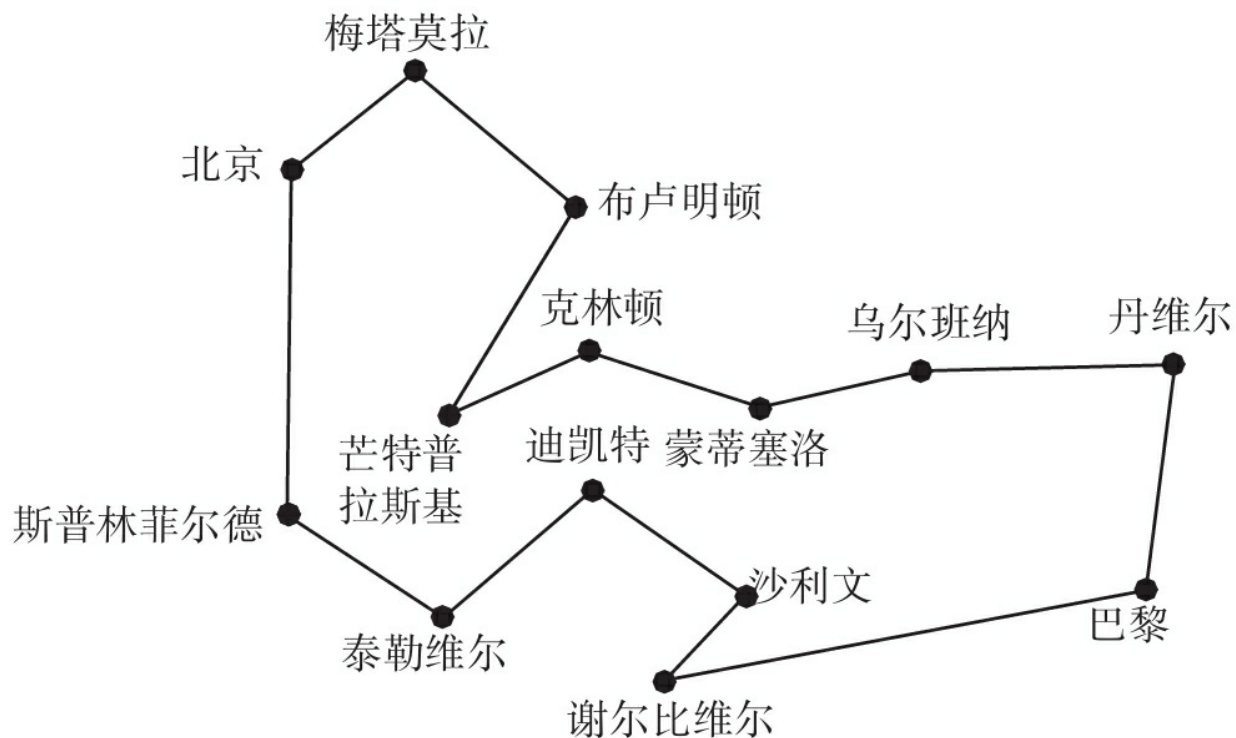 梅塔莫拉
北京
布卢明顿
克林顿
乌尔班纳
丹维尔
芒特普
拉斯基
迪凯特
蒙蒂塞洛
斯普林菲尔德
沙利文
巴黎
泰勒维尔
谢尔比维尔